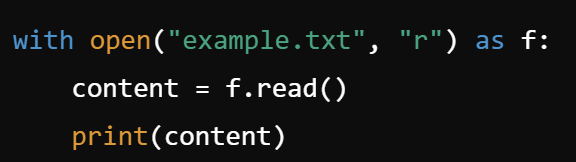 with open("example.txt", "r") as f:
    content = f.read()
    print(content)